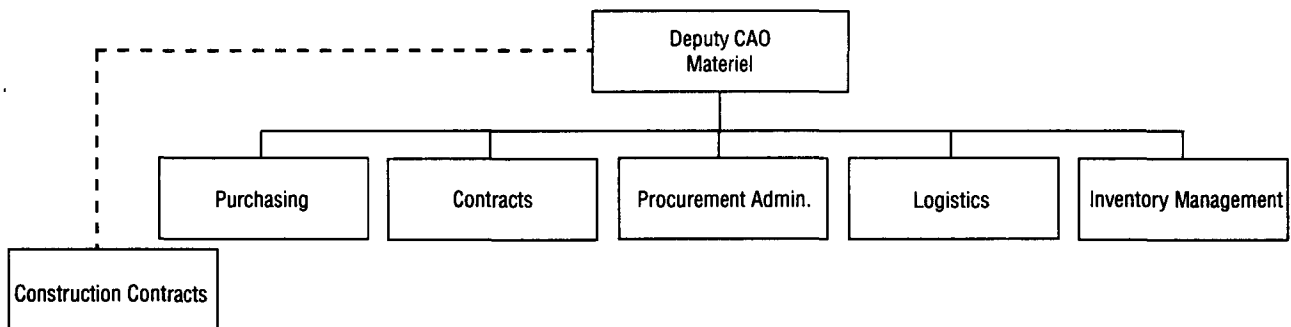 Deputy CAO
Materiel
Purchasing
Contracts
Procurement Admin.
Logistics
Inventory Management
Construction Contracts